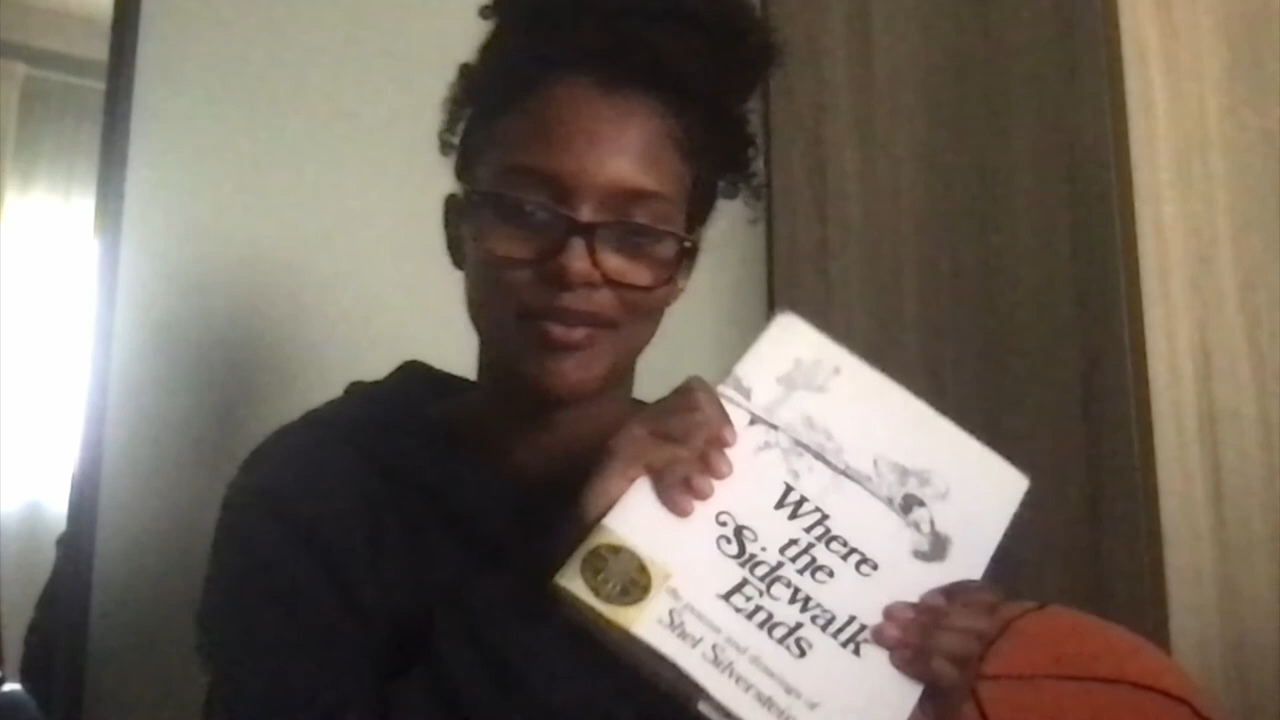 Where
the
Sidewalk
Ends
the poems and drawings of
Shel Silverstein